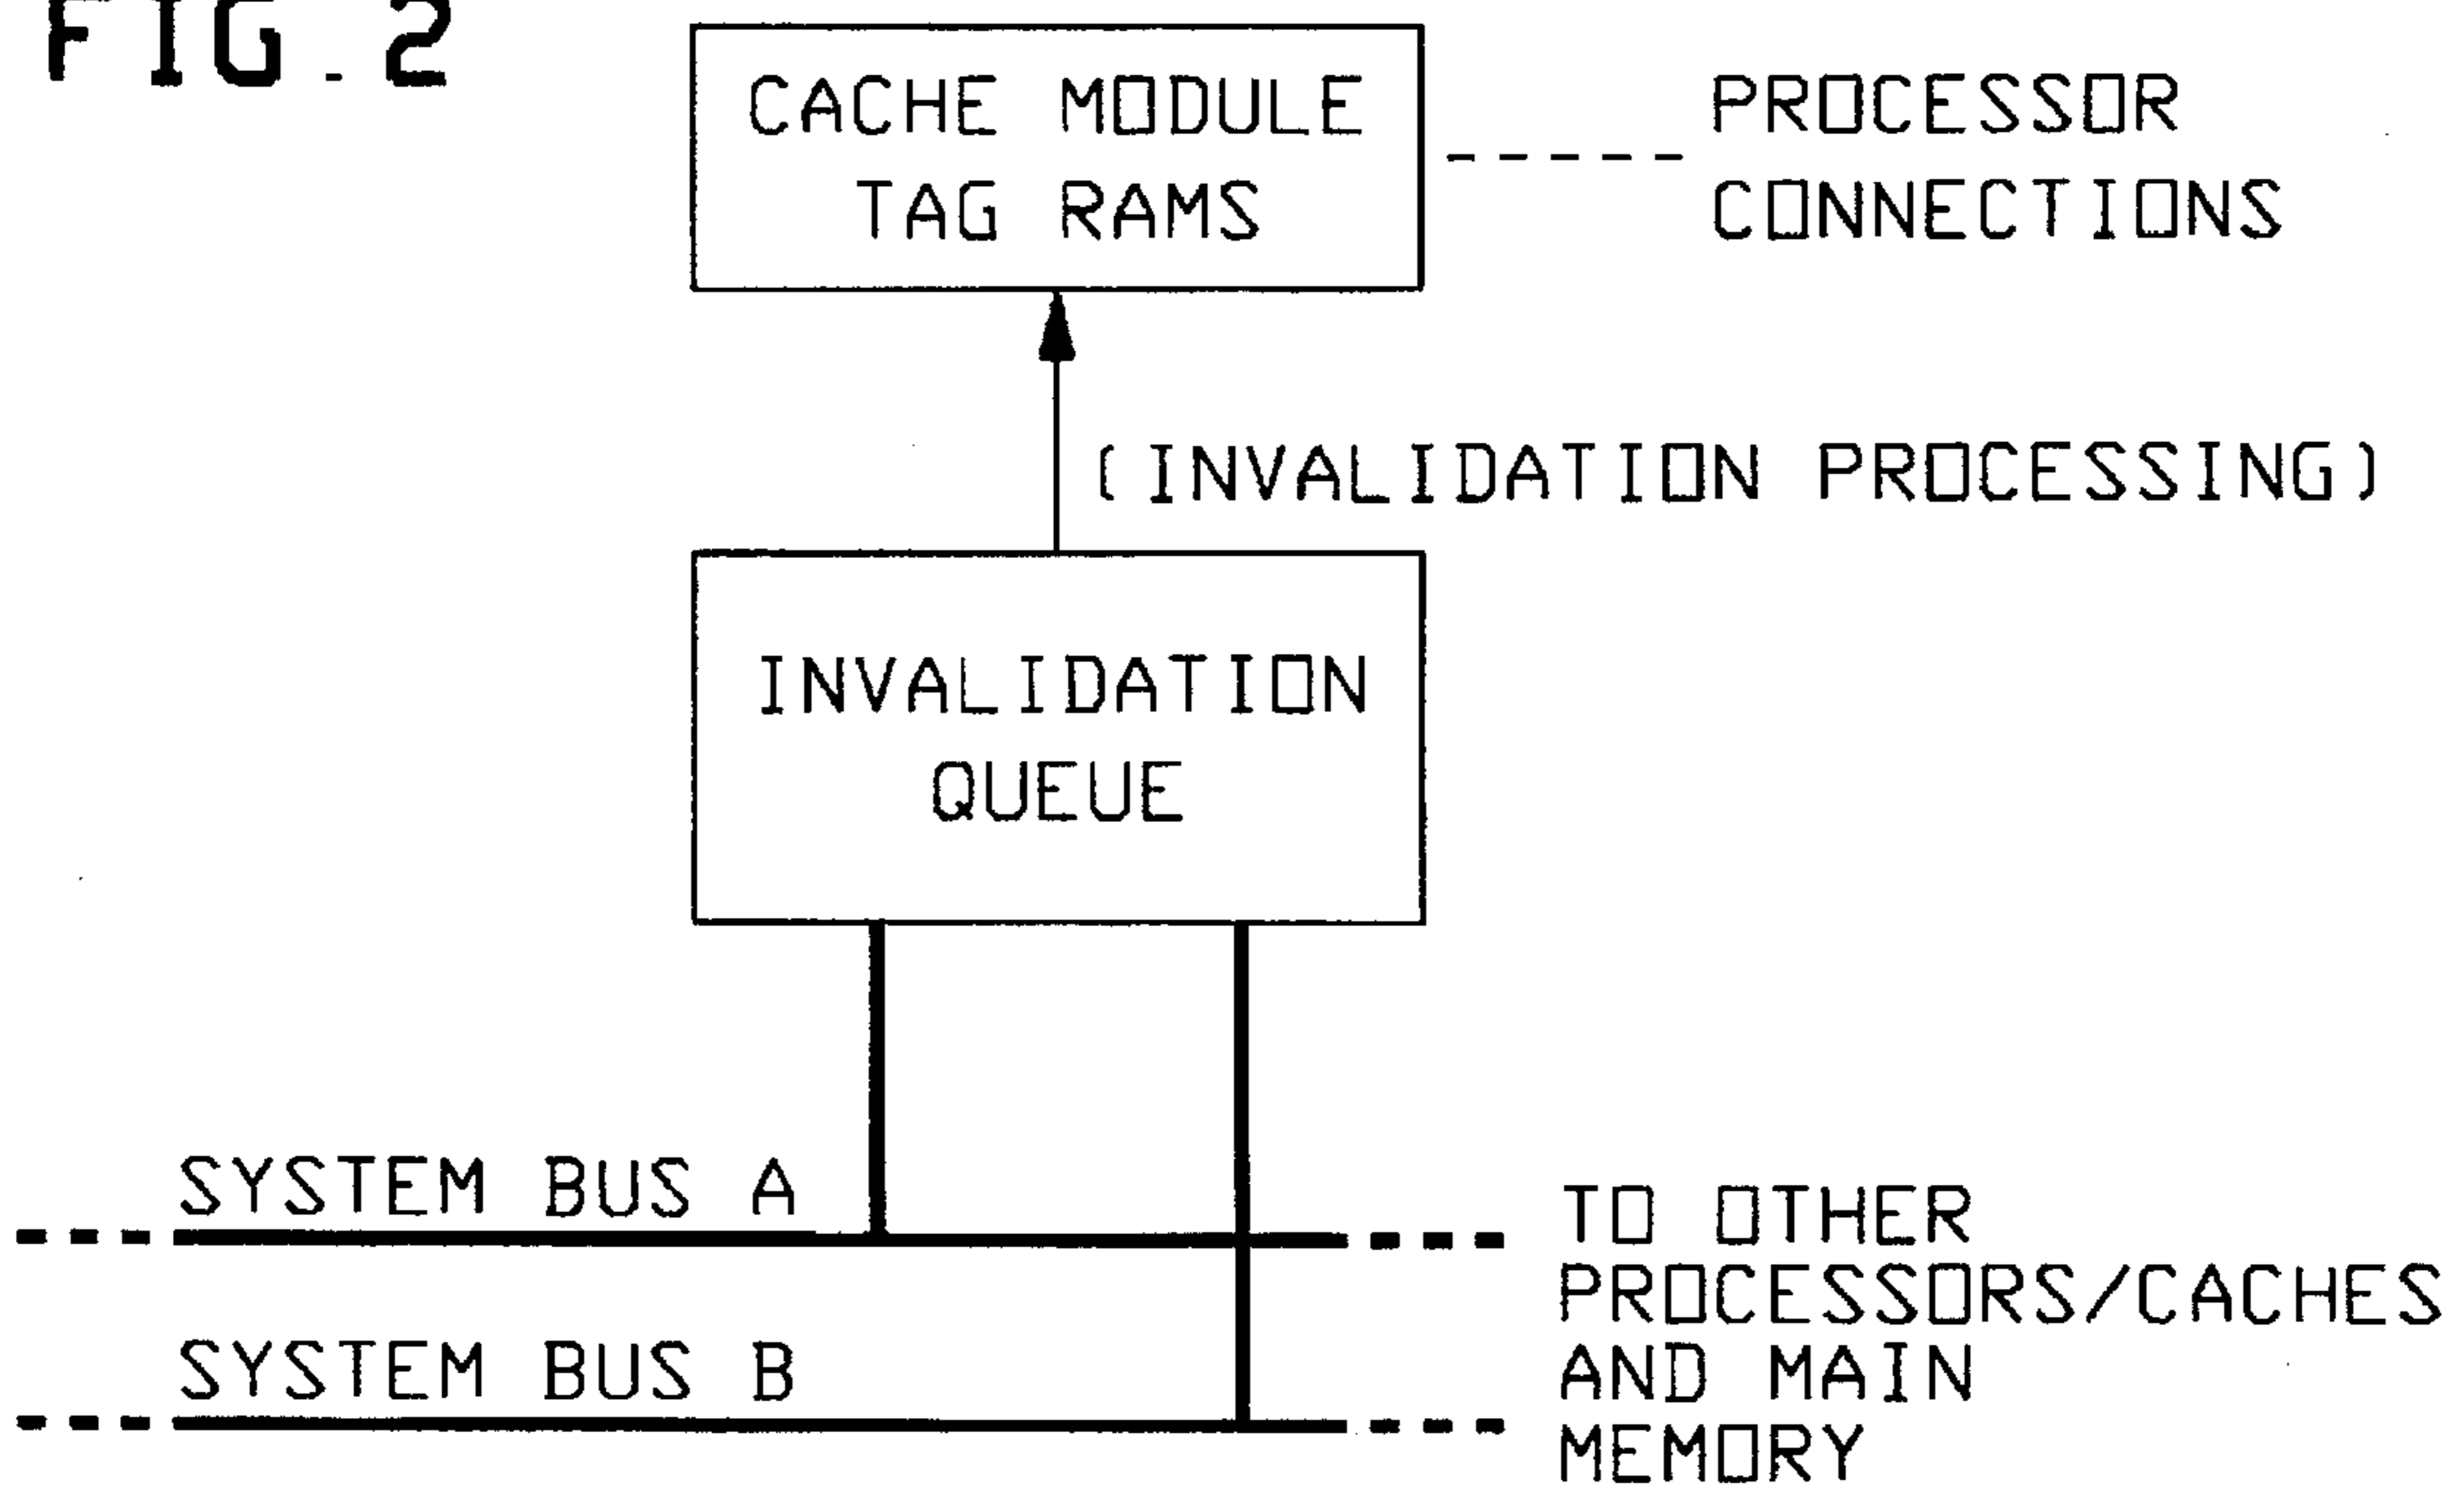 FIG.2
CACHE MODULE
TAG RAMS
PROCESSOR
CONNECTIONS
(INVALIDATION PROCESSING)
INVALIDATION
QUEUE
SYSTEM BUS A
SYSTEM BUS B
TO OTHER
PROCESSORS/CACHES
AND MAIN
MEMORY